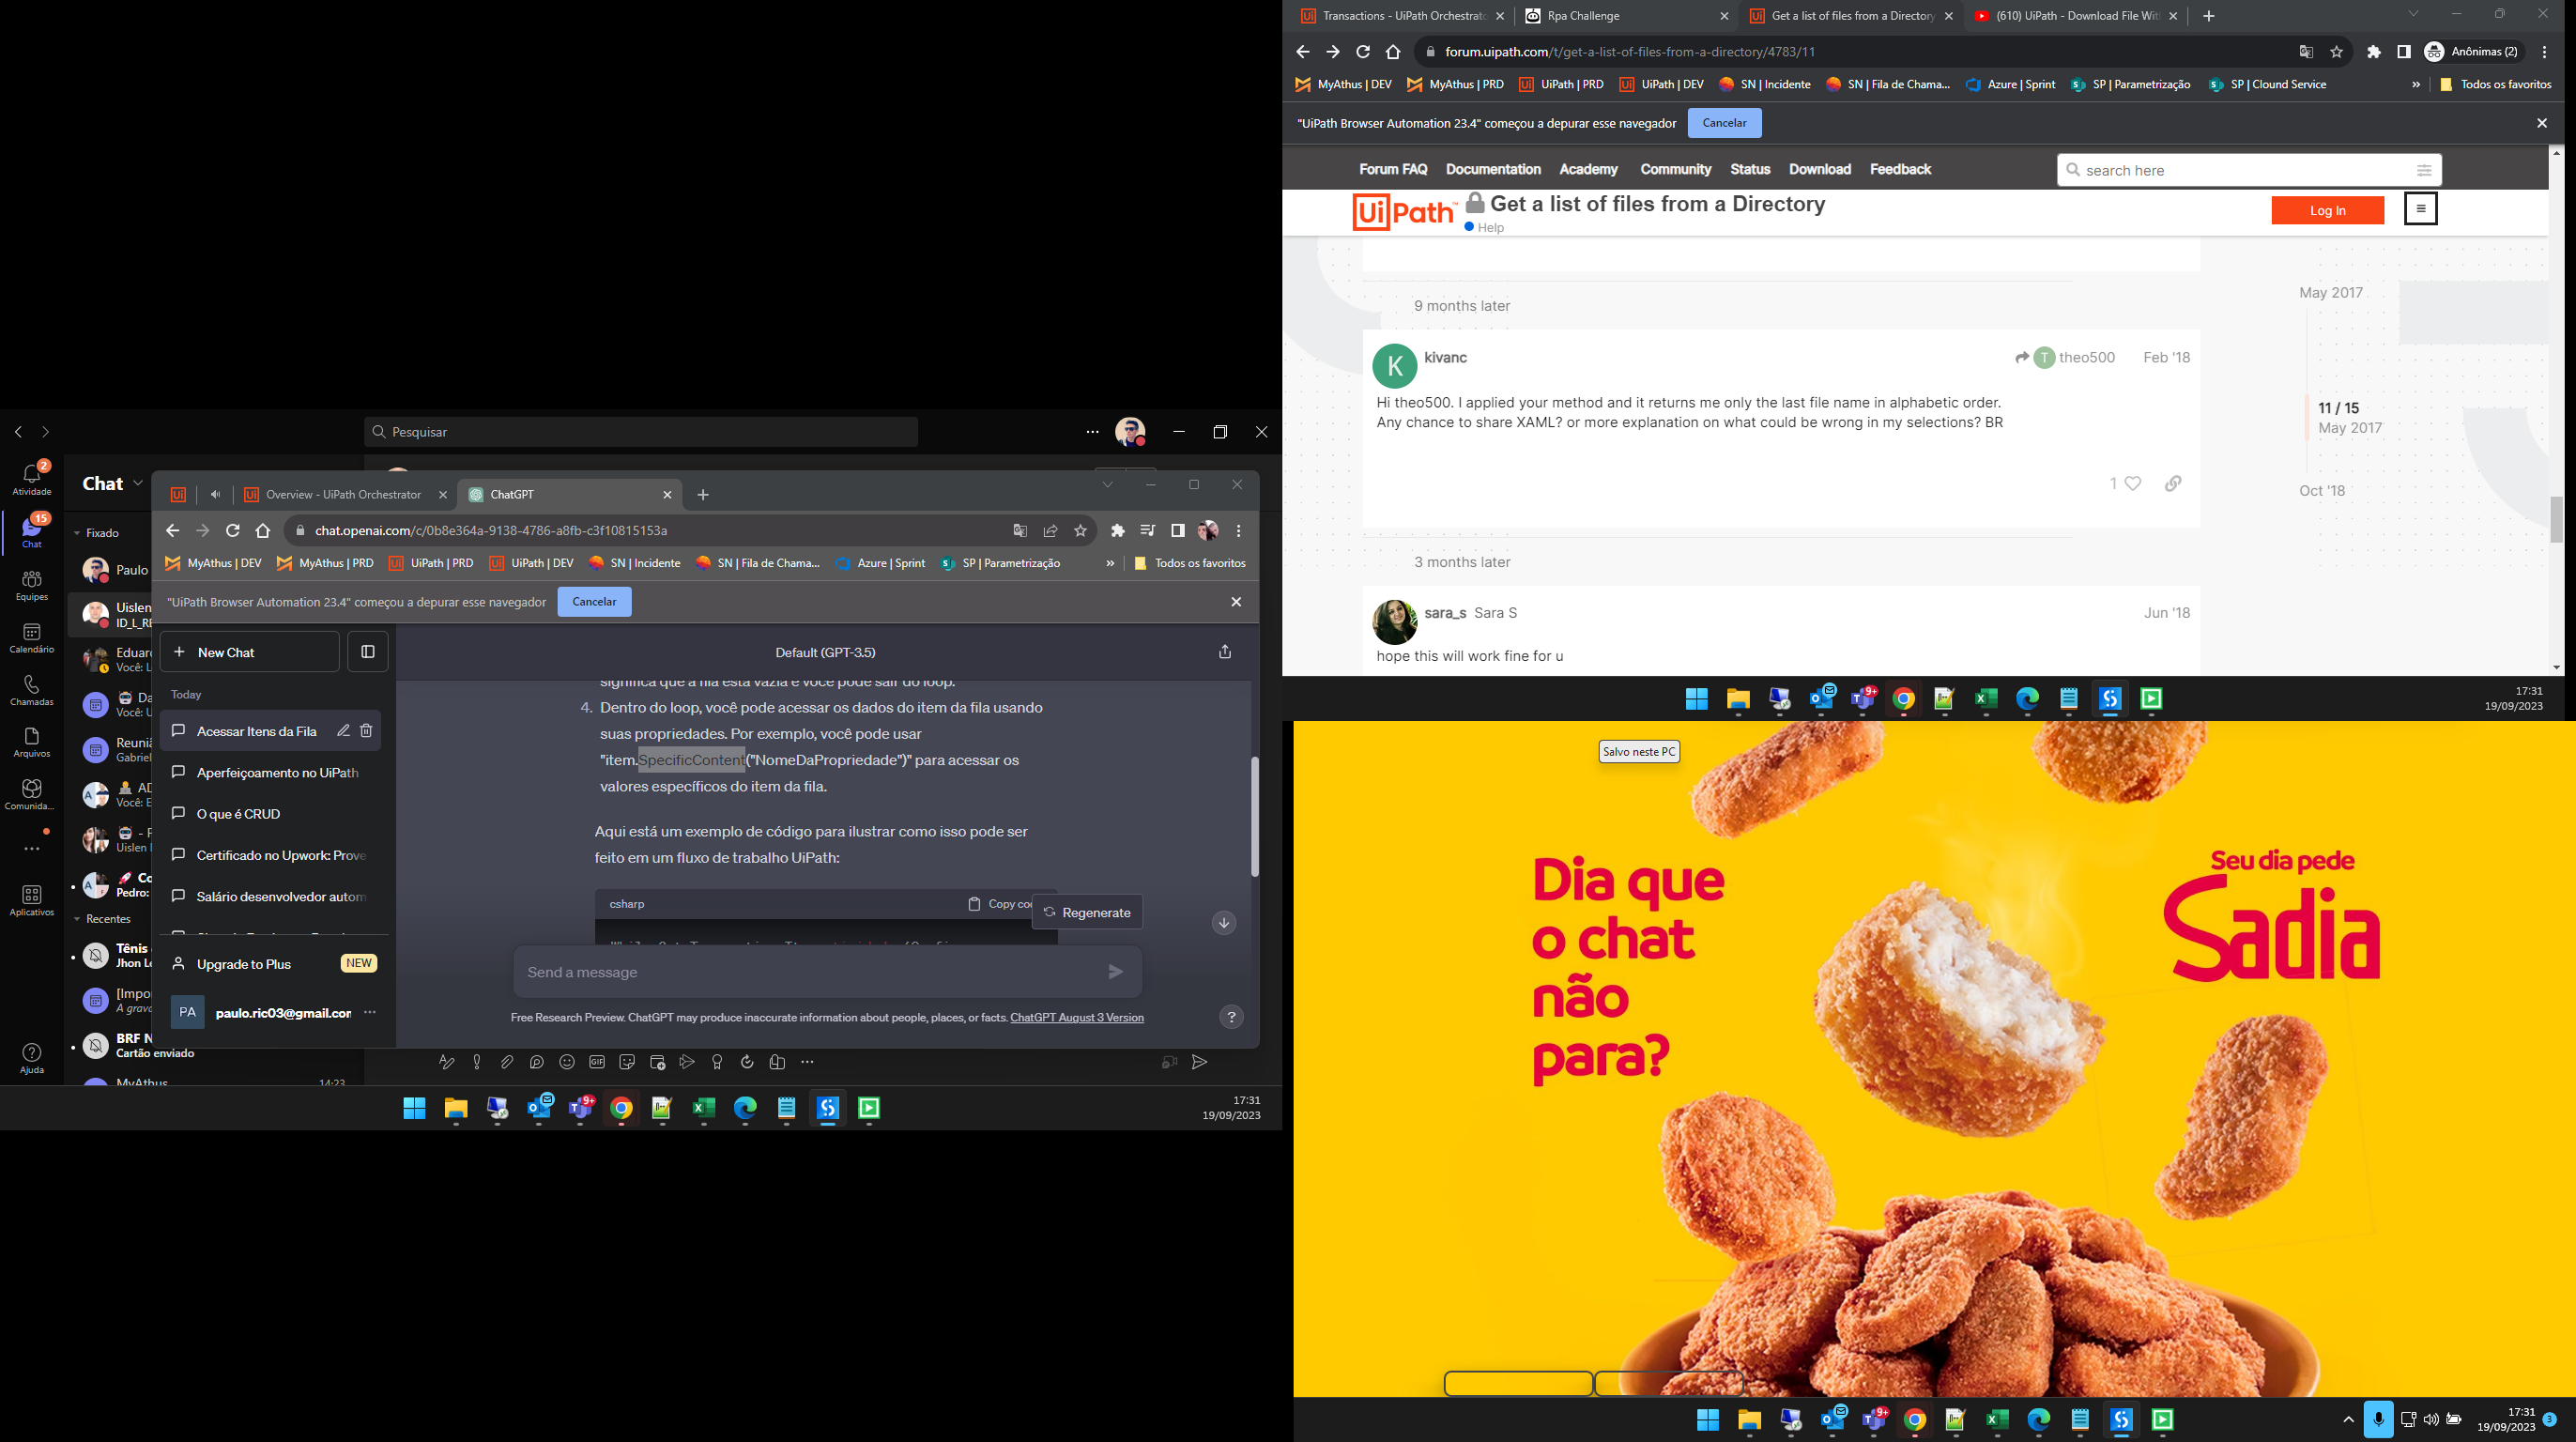 Pesquisar
Atividade
2
Chat
15
Equipes
Calendário
Chamadas
Arquivos
Comunida...
Aplicativos
Ajuda
Chat
Fixado
Paulo
Uislen
ID_L_RE
Eduar
Você: L
Da
Você: U
Reuniã
Gabriel
AD
Você: E
- F
Uislen
Co
Pedro:
Recentes
Tênis
Jhon Le
[Impo
A grava
BRF N
Cartão enviado
MyAthus
14:23
Overview - UiPath Orchestrator
ChatGPT
chat.openai.com/c/0b8e364a-9138-4786-a8fb-c3f10815153a
MyAthus | DEV
MyAthus | PRD
UiPath | PRD
UiPath | DEV
SN | Incidente
SN | Fila de Chama...
Azure | Sprint
SP | Parametrização
»
Todos os favoritos
"UiPath Browser Automation 23.4" começou a depurar esse navegador
Cancelar
+ New Chat
Today
Acessar Itens da Fila
Aperfeiçoamento no UiPath
O que é CRUD
Certificado no Upwork: Prove
Salário desenvolvedor autom
Upgrade to Plus
NEW
PA
paulo.ric03@gmail.com
Default (GPT-3.5)
significa que a fila está vazia e você pode sair do loop.
4. Dentro do loop, você pode acessar os dados do item da fila usando
suas propriedades. Por exemplo, você pode usar
"item.SpecificContent("NomeDaPropriedade")" para acessar os
valores específicos do item da fila.
Aqui está um exemplo de código para ilustrar como isso pode ser
feito em um fluxo de trabalho UiPath:
csharp
Copy co
Regenerate
Send a message
Free Research Preview. ChatGPT may produce inaccurate information about people, places, or facts. ChatGPT August 3 Version
?
GIF
9+
17:31
19/09/2023
Transactions - UiPath Orchestrato
Rpa Challenge
Get a list of files from a Directory
(610) UiPath - Download File Wit
forum.uipath.com/t/get-a-list-of-files-from-a-directory/4783/11
Anônimas (2)
MyAthus | DEV
MyAthus | PRD
UiPath | PRD
UiPath | DEV
SN | Incidente
SN | Fila de Chama...
Azure | Sprint
SP | Parametrização
SP | Clound Service
»
Todos os favoritos
"UiPath Browser Automation 23.4" começou a depurar esse navegador
Cancelar
Forum FAQ
Documentation
Academy
Community
Status
Download
Feedback
search here
UiPath
Get a list of files from a Directory
Help
Log In
9 months later
K
kivanc
T
theo500
Feb '18
Hi theo500. I applied your method and it returns me only the last file name in alphabetic order.
Any chance to share XAML? or more explanation on what could be wrong in my selections? BR
1
3 months later
sara_s Sara S
Jun '18
hope this will work fine for u
May 2017
11 / 15
May 2017
Oct '18
9+
17:31
19/09/2023
Salvo neste PC
Dia que
o chat
não
para?
Seu dia pede
Sadia
9+
17:31
19/09/2023
3